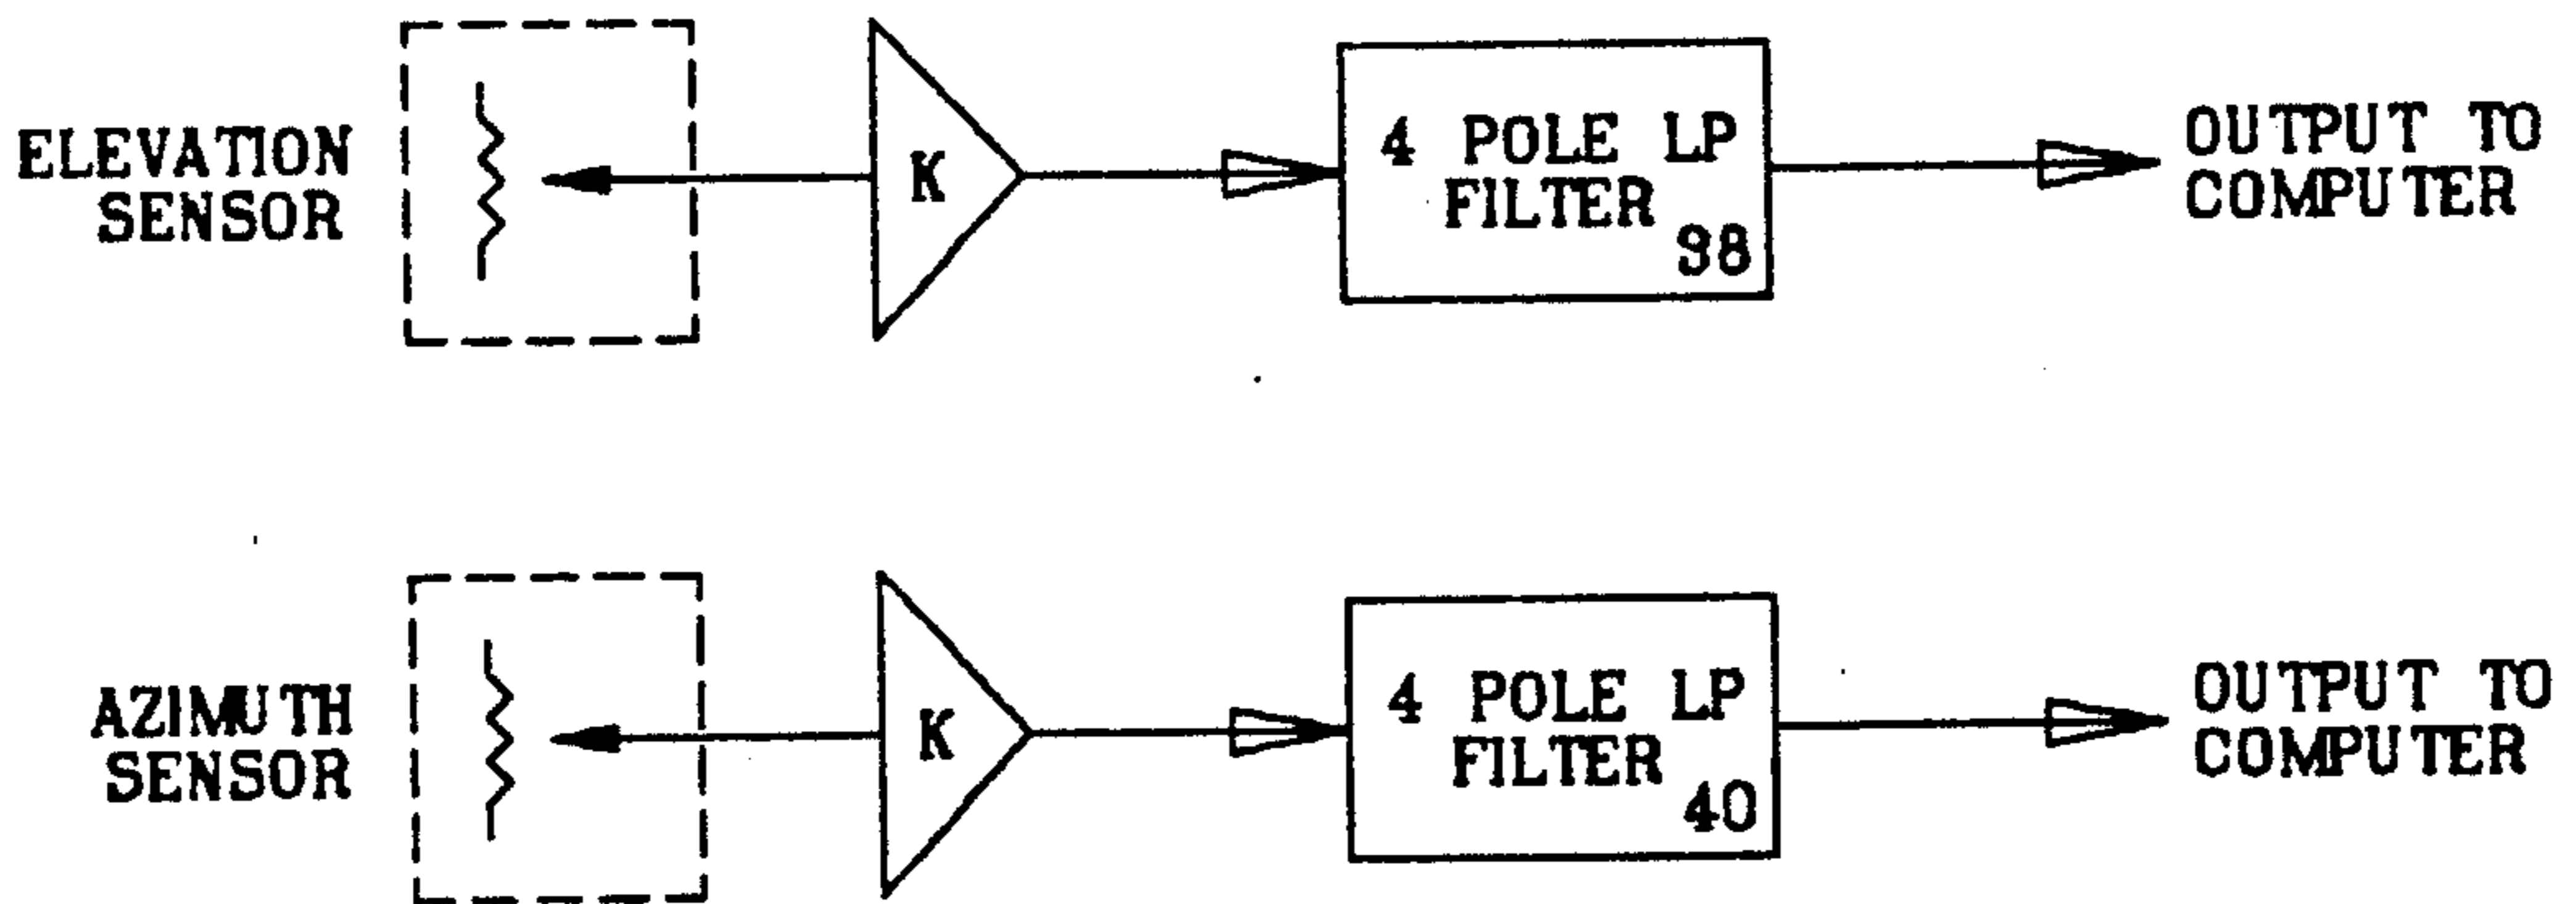 ELEVATION
SENSOR
K
4 POLE LP
FILTER
38
OUTPUT TO
COMPUTER
AZIMUTH
SENSOR
K
4 POLE LP
FILTER
40
OUTPUT TO
COMPUTER